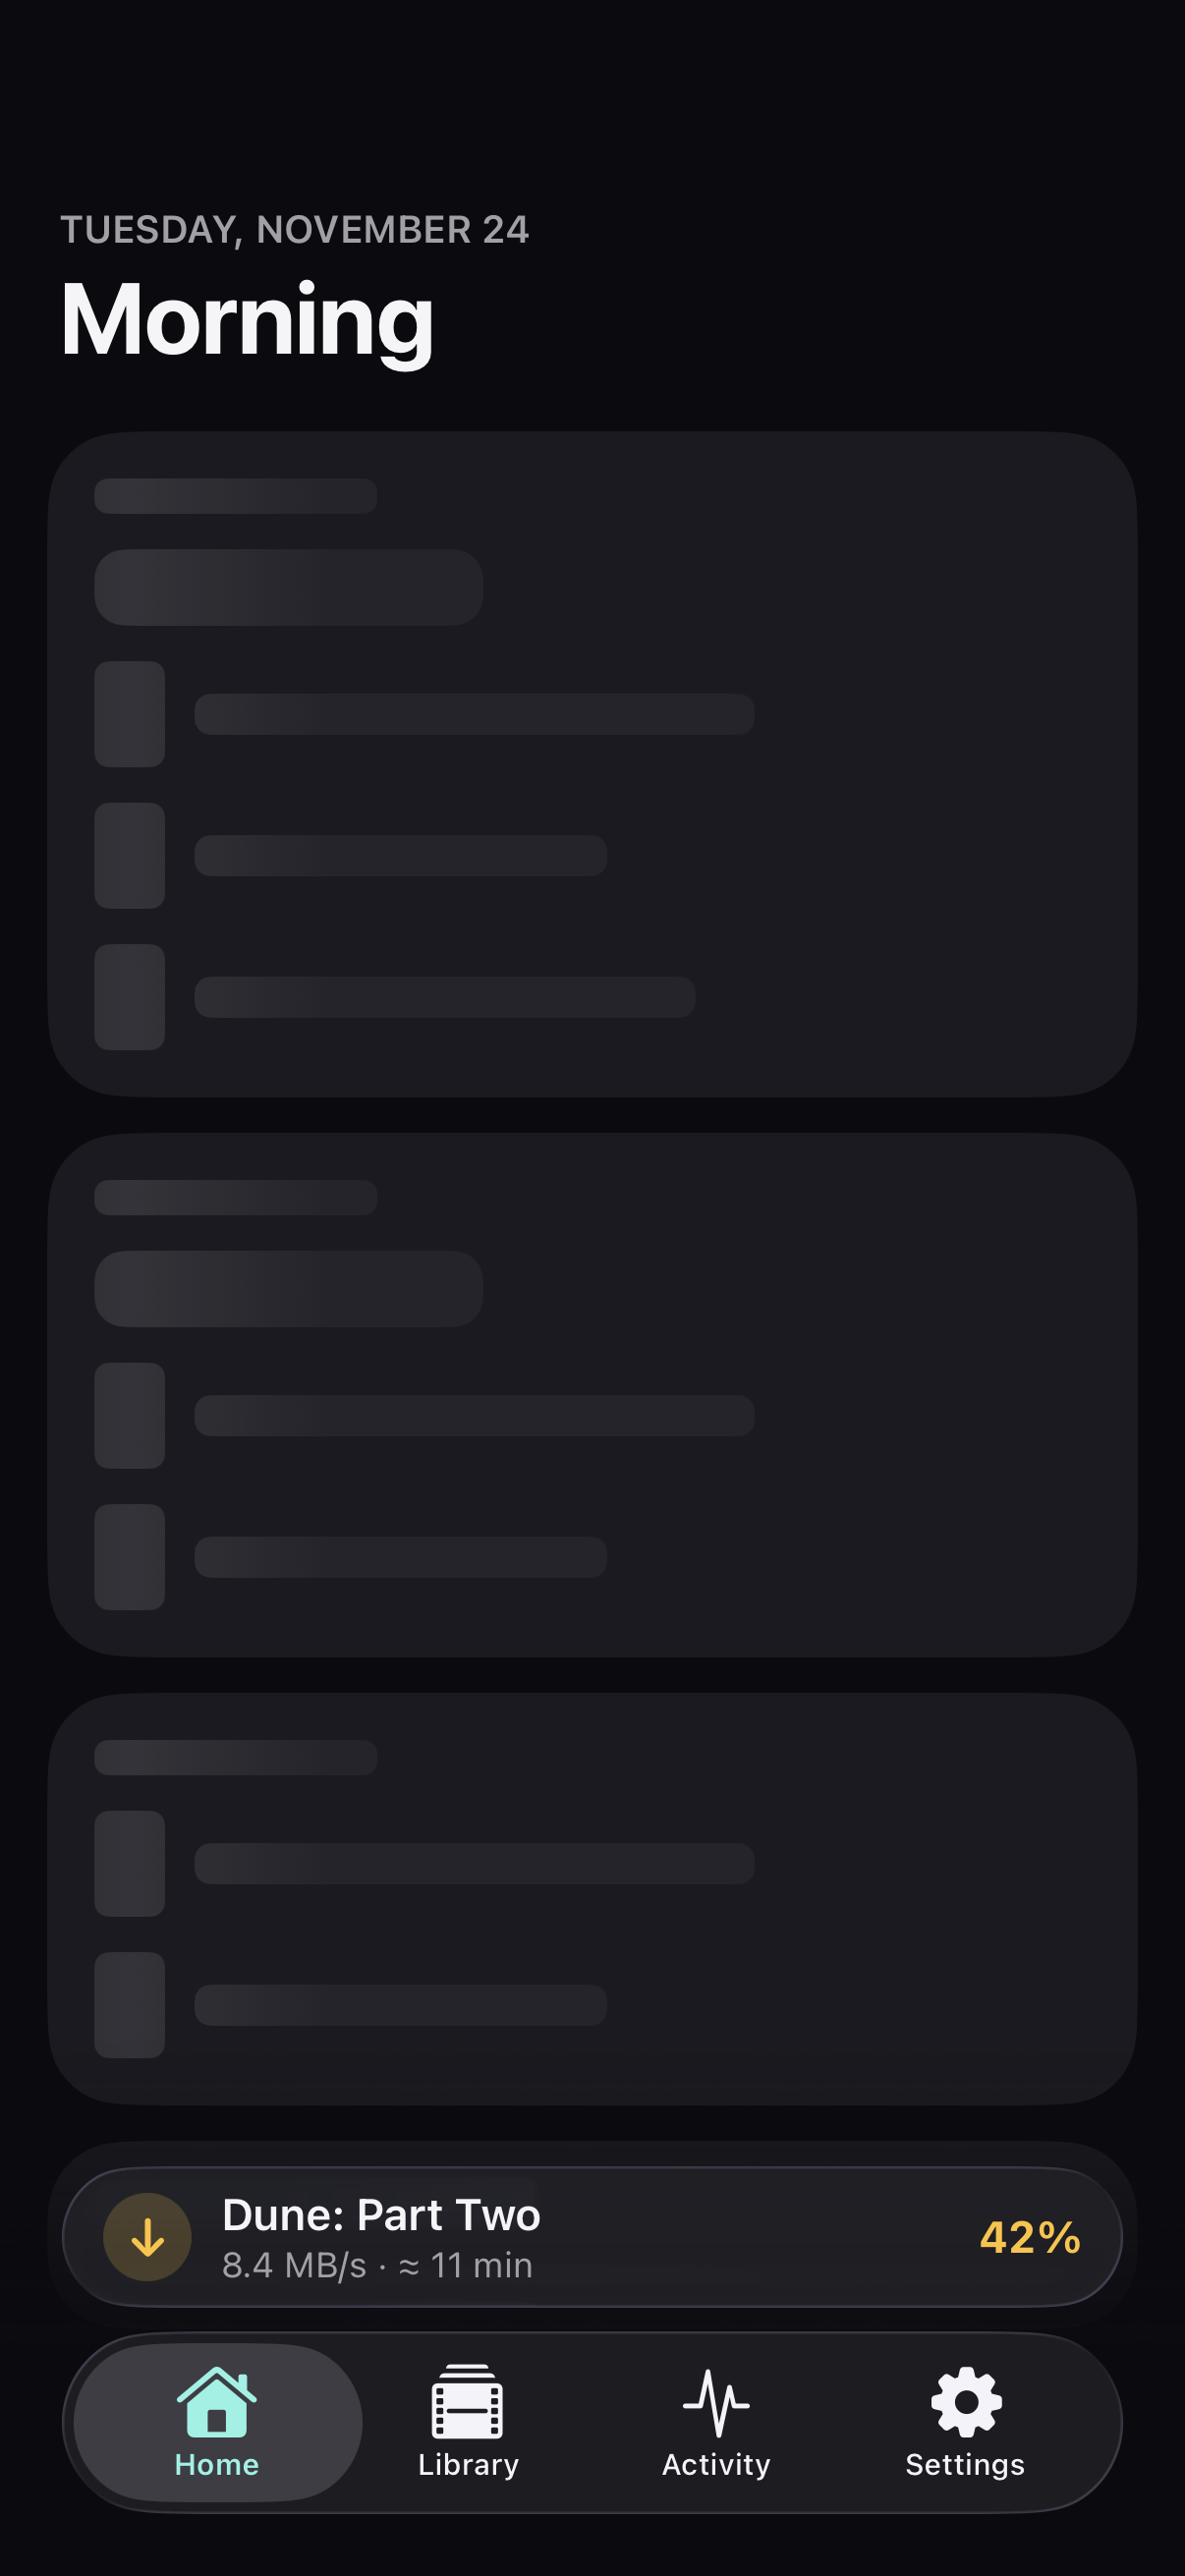 TUESDAY, NOVEMBER 24
Morning
Dune: Part Two
8.4 MB/s · ≈ 11 min
42%
Home
Library
Activity
Settings